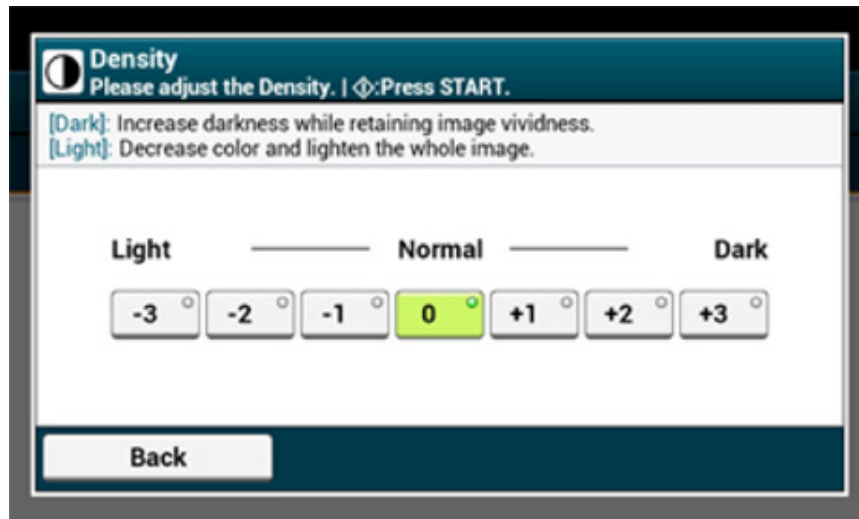 Density
Please adjust the Density. | :Press START.
[Dark]: Increase darkness while retaining image vividness.
[Light]: Decrease color and lighten the whole image.
Light Normal Dark
-3 -2 -1 0 +1 +2 +3
Back